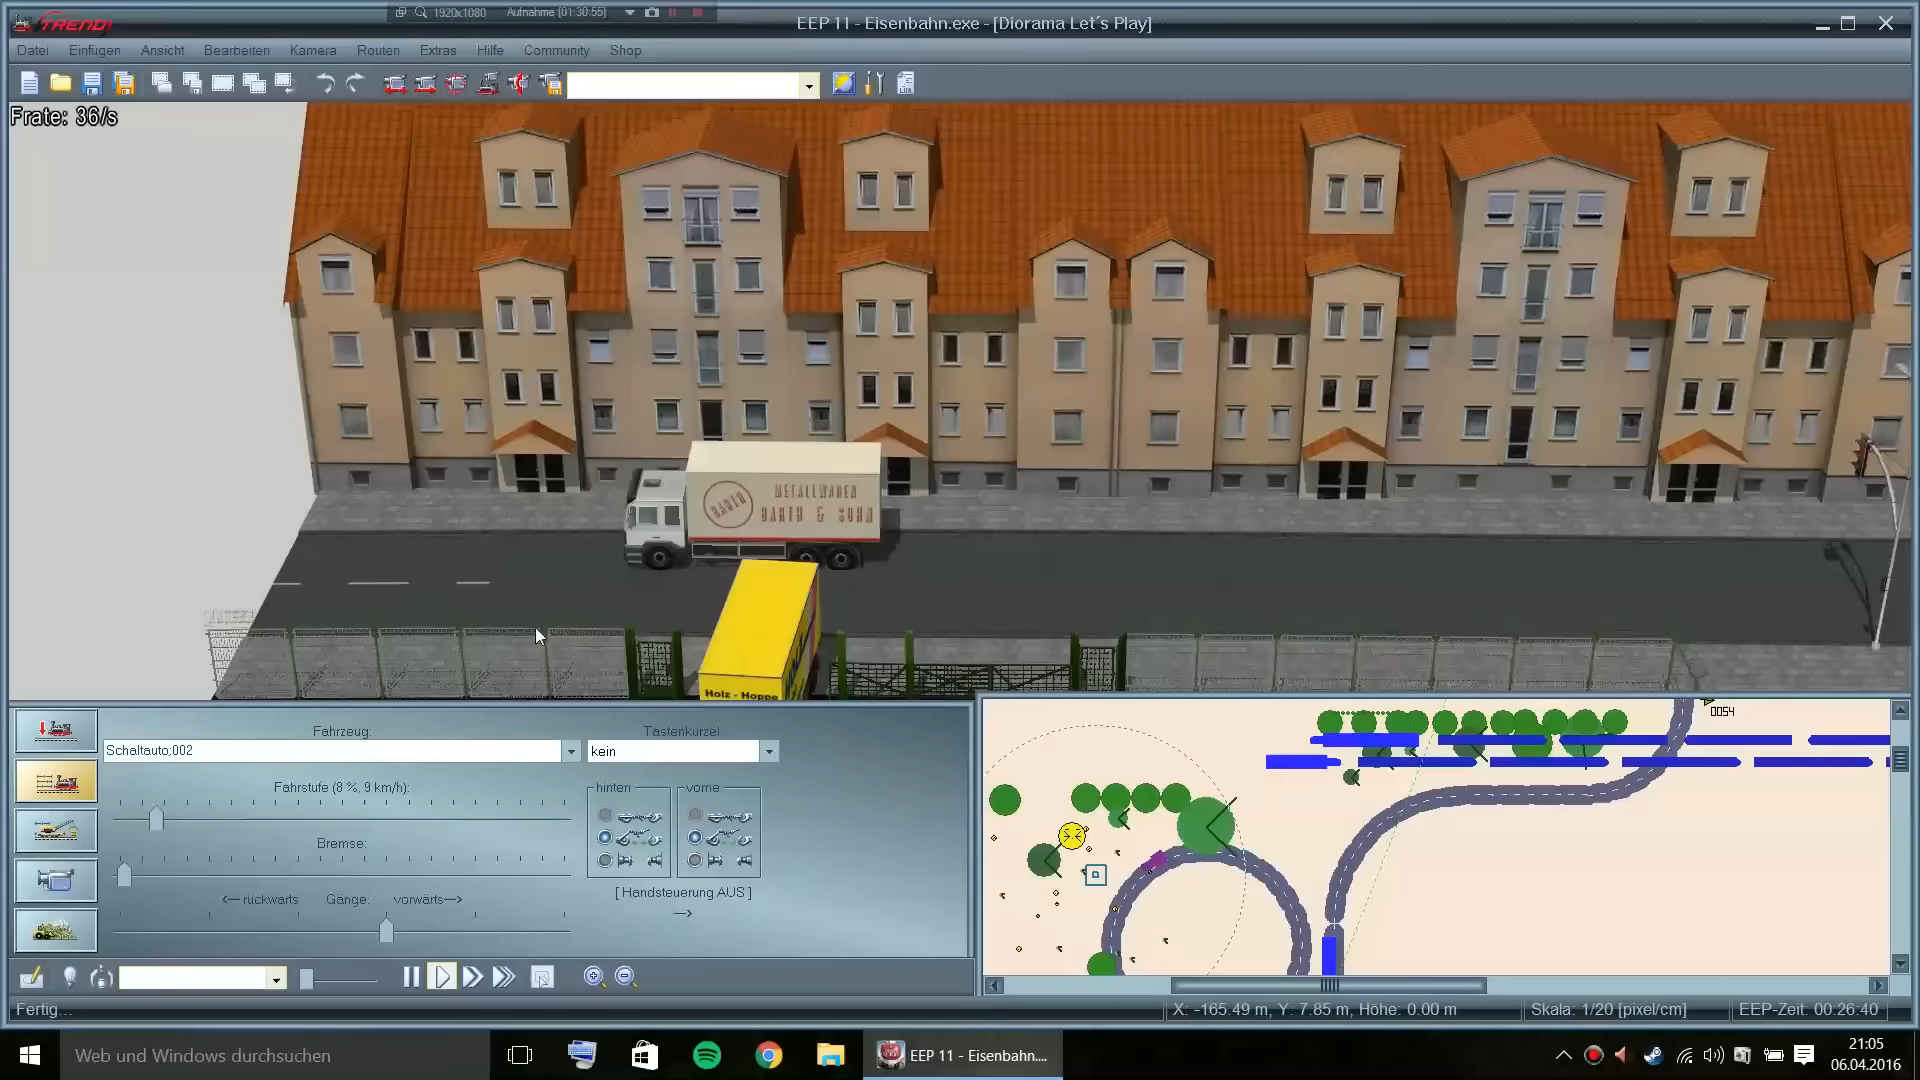 1920x1080 Aufnahme [01:30:55]
TREND EEP 11 - Eisenbahn.exe - [Diorama Let´s Play]
Datei Einfügen Ansicht Bearbeiten Kamera Routen Extras Hilfe Community Shop
LUA
Frate: 36/s
BARTH METALLWAREN
BARTH & SOHN
Holz - Hoppe
Fahrzeug: Tastenkürzel
Schaltauto;002 kein
Fahrstufe (8 %, 9 km/h): hinten vorne
Bremse:
[ Handsteuerung AUS ]
<— rückwärts Gänge: vorwärts—>
—>
0054
Fertig... X: -165.49 m, Y: 7.85 m, Höhe: 0.00 m Skala: 1/20 [pixel/cm] EEP-Zeit: 00:26:40
Web und Windows durchsuchen EEP 11 - Eisenbahn.... 21:05
06.04.2016